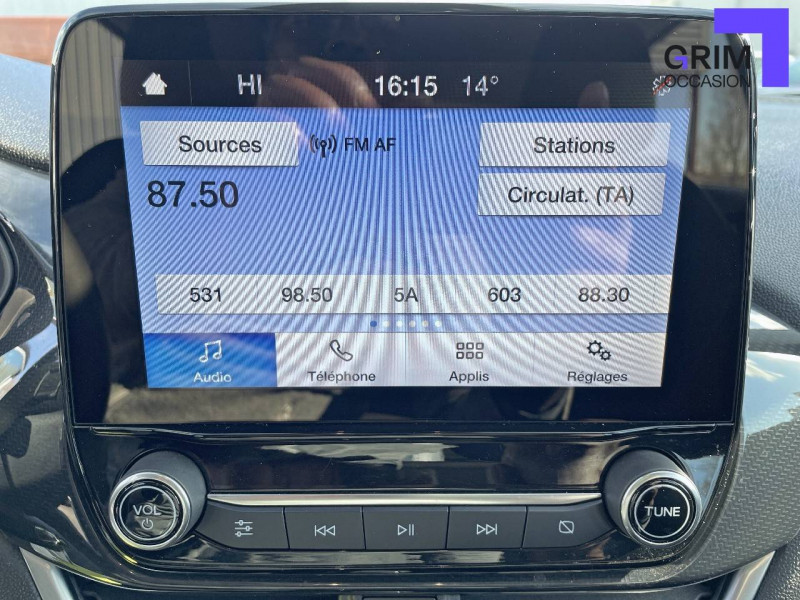 GRIM
OCCASION
HI 16:15 14°
Sources FM AF Stations
87.50 Circulat. (TA)
531 98.50 5A 603 88.30
Audio Téléphone Applis Réglages
VOL TUNE